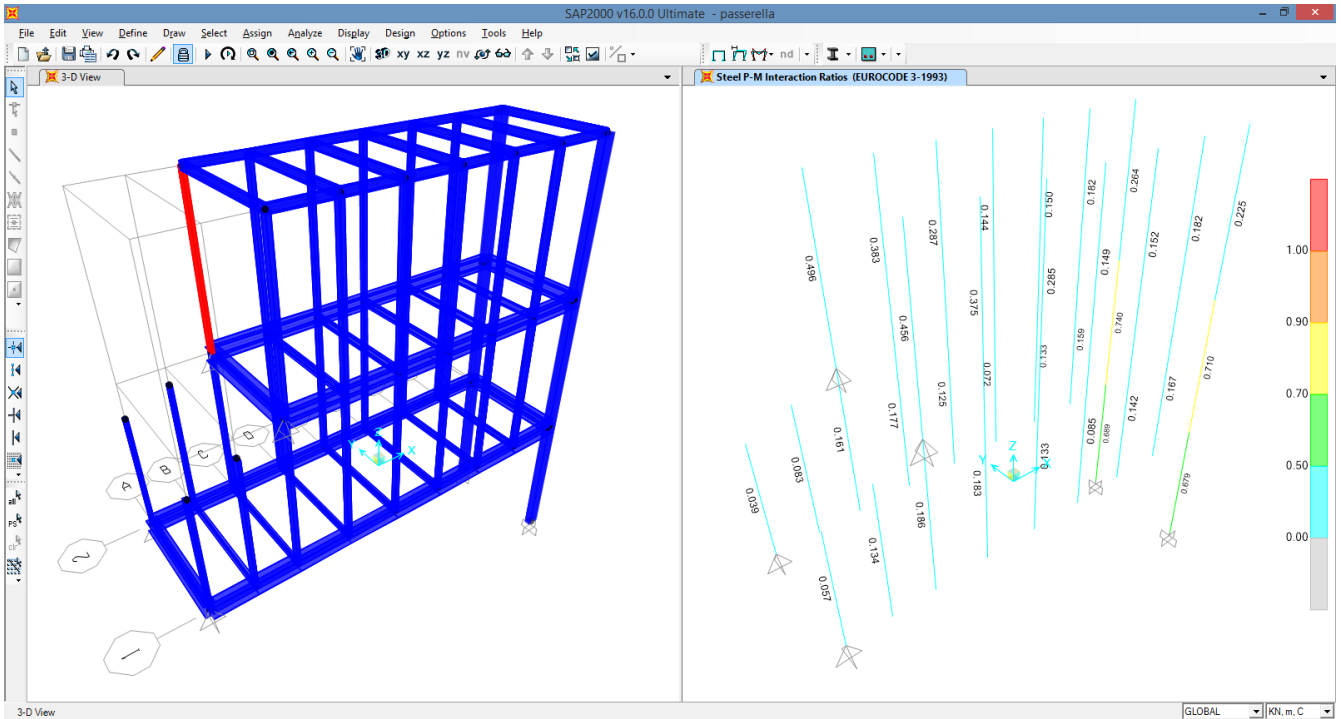 SAP2000 v16.0.0 Ultimate - passerella
File Edit View Define Draw Select Assign Analyze Display Design Options Tools Help
3D xy xz yz nv nd
3-D View
Steel P-M Interaction Ratios (EUROCODE 3-1993)
all
PS
clr
A
B
C
D
2
1
Z
Y
X
0.264
0.182
0.150
0.144
0.225
0.182
0.287
0.152
0.383
0.149
0.496
0.285
0.375
0.740
0.456
0.159
0.133
0.710
0.072
0.167
0.125
0.142
0.177
0.085
0.689
0.161
Z
Y
X
0.133
0.083
0.183
0.679
0.039
0.186
0.134
0.057
1.00
0.90
0.70
0.50
0.00
3-D View
GLOBAL
KN, m, C